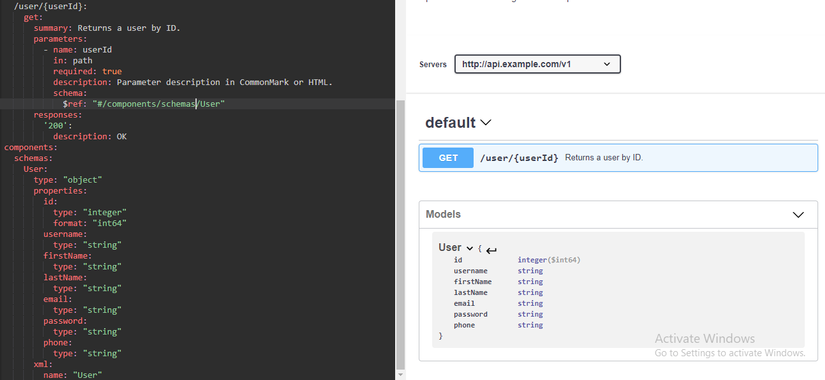 /user/{userId}:
get:
summary: Returns a user by ID.
parameters:
- name: userId
in: path
required: true
description: Parameter description in CommonMark or HTML.
schema:
$ref: "#/components/schemas/User"
responses:
'200':
description: OK
components:
schemas:
User:
type: "object"
properties:
id:
type: "integer"
format: "int64"
username:
type: "string"
firstName:
type: "string"
lastName:
type: "string"
email:
type: "string"
password:
type: "string"
phone:
type: "string"
xml:
name: "User"
Servers http://api.example.com/v1
default
GET /user/{userId} Returns a user by ID.
Models
User {
id integer($int64)
username string
firstName string
lastName string
email string
password string
phone string
}
Activate Windows
Go to Settings to activate Windows.